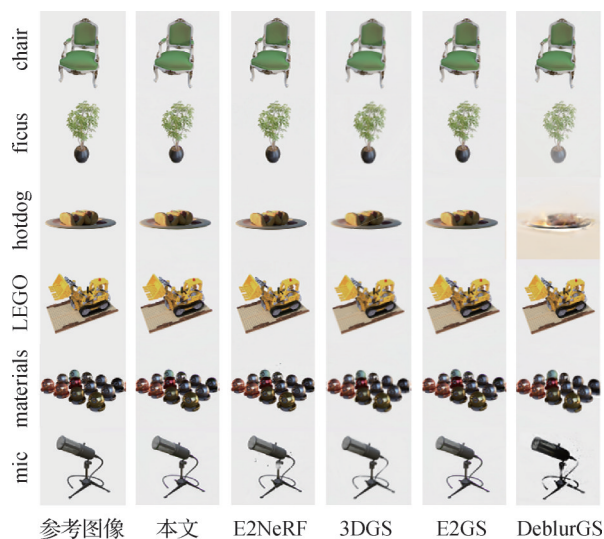 chair
ficus
hotdog
LEGO
materials
mic
参考图像 本文 E2NeRF 3DGS E2GS DeblurGS